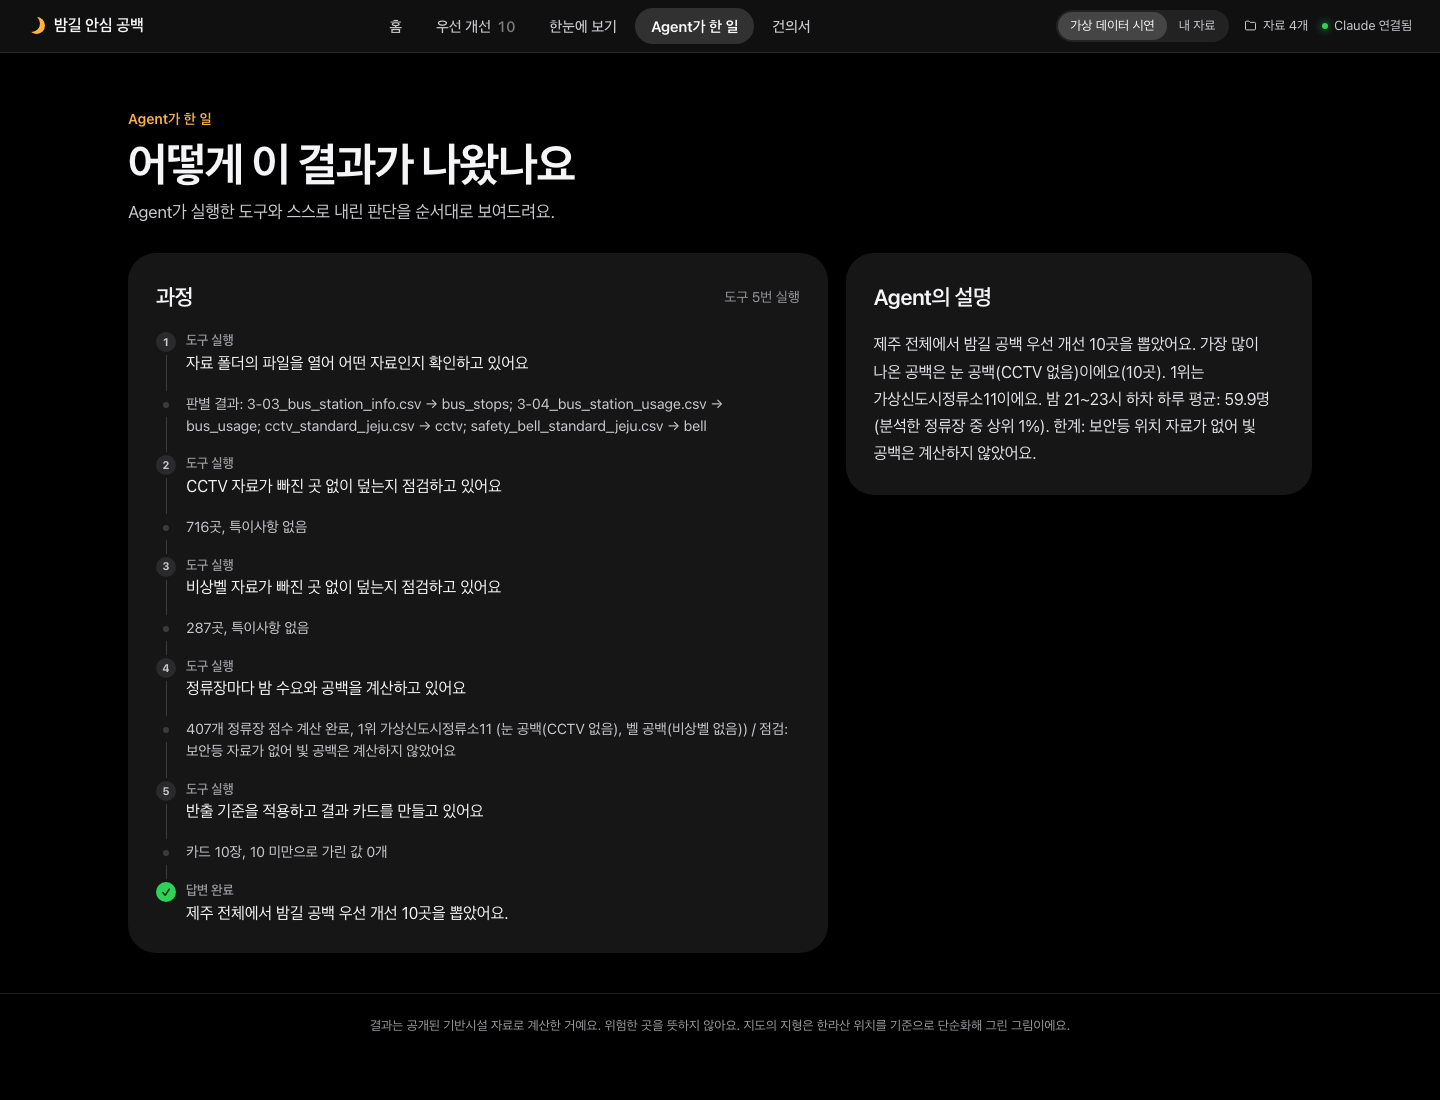 밤길 안심 공백
홈
우선 개선 10
한눈에 보기
Agent가 한 일
건의서
가상 데이터 시연
내 자료
자료 4개
Claude 연결됨
Agent가 한 일
어떻게 이 결과가 나왔나요
Agent가 실행한 도구와 스스로 내린 판단을 순서대로 보여드려요.
과정
도구 5번 실행
1
도구 실행
자료 폴더의 파일을 열어 어떤 자료인지 확인하고 있어요
판별 결과: 3-03_bus_station_info.csv → bus_stops; 3-04_bus_station_usage.csv →
bus_usage; cctv_standard_jeju.csv → cctv; safety_bell_standard_jeju.csv → bell
2
도구 실행
CCTV 자료가 빠진 곳 없이 덮는지 점검하고 있어요
716곳, 특이사항 없음
3
도구 실행
비상벨 자료가 빠진 곳 없이 덮는지 점검하고 있어요
287곳, 특이사항 없음
4
도구 실행
정류장마다 밤 수요와 공백을 계산하고 있어요
407개 정류장 점수 계산 완료, 1위 가상신도시정류소11 (눈 공백(CCTV 없음), 벨 공백(비상벨 없음)) / 점검:
보안등 자료가 없어 빛 공백은 계산하지 않았어요
5
도구 실행
반출 기준을 적용하고 결과 카드를 만들고 있어요
카드 10장, 10 미만으로 가린 값 0개
답변 완료
제주 전체에서 밤길 공백 우선 개선 10곳을 뽑았어요.
Agent의 설명
제주 전체에서 밤길 공백 우선 개선 10곳을 뽑았어요. 가장 많이
나온 공백은 눈 공백(CCTV 없음)이에요(10곳). 1위는
가상신도시정류소11이에요. 밤 21~23시 하차 하루 평균: 59.9명
(분석한 정류장 중 상위 1%). 한계: 보안등 위치 자료가 없어 빛
공백은 계산하지 않았어요.
결과는 공개된 기반시설 자료로 계산한 거예요. 위험한 곳을 뜻하지 않아요. 지도의 지형은 한라산 위치를 기준으로 단순화해 그린 그림이에요.